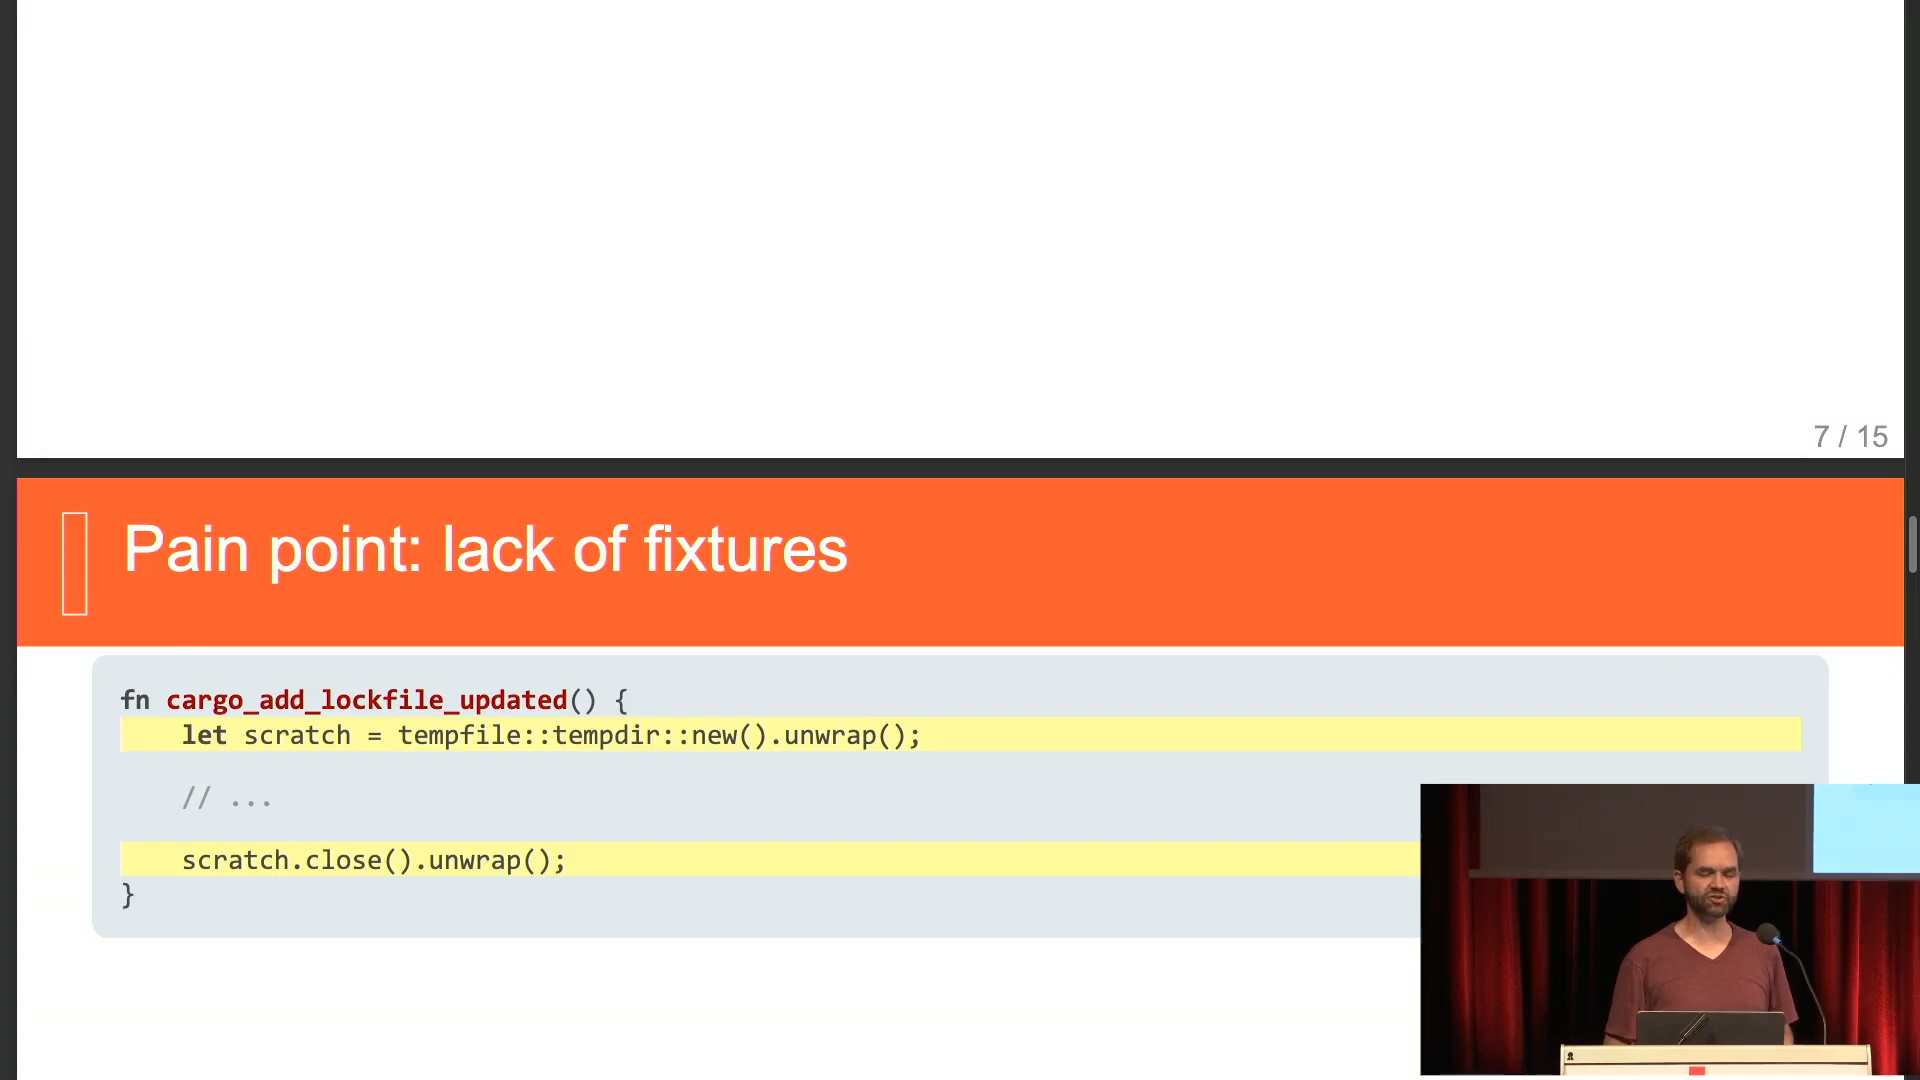 7 / 15
Pain point: lack of fixtures
fn cargo_add_lockfile_updated() {
let scratch = tempfile::tempdir::new().unwrap();
// ...
scratch.close().unwrap();
}